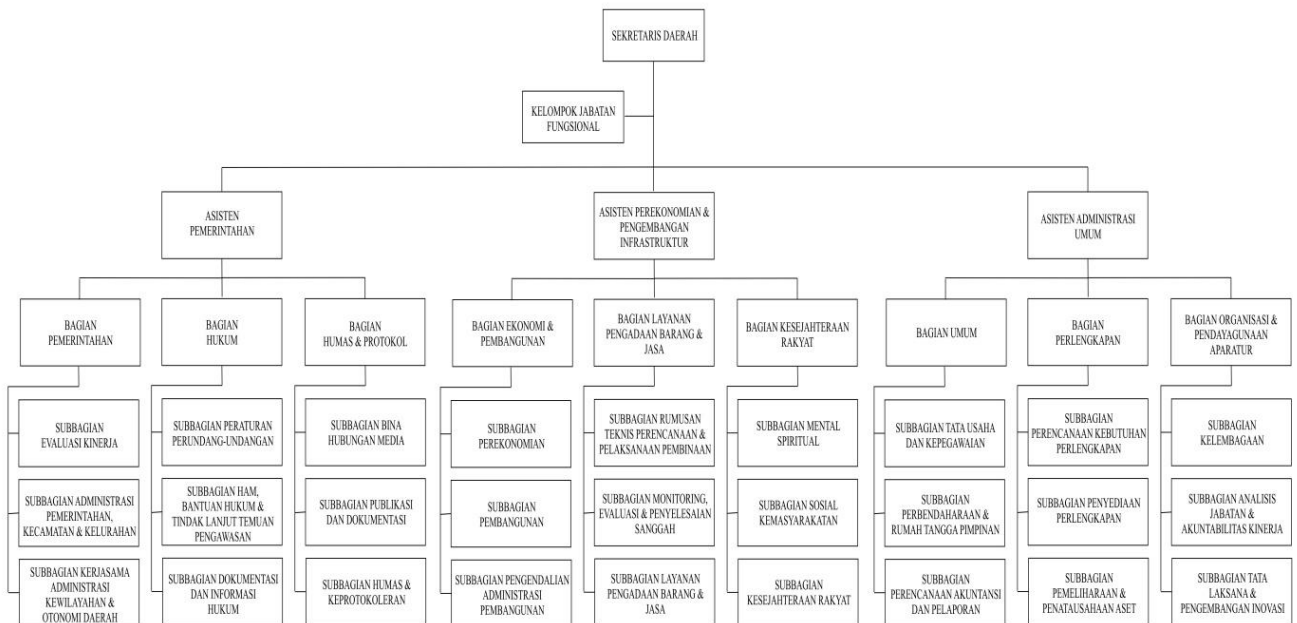 SEKRETARIS DAERAH
KELOMPOK JABATAN
FUNGSIONAL
ASISTEN
PEMERINTAHAN
ASISTEN PEREKONOMIAN &
PENGEMBANGAN
INFRASTRUKTUR
ASISTEN ADMINISTRASI
UMUM
BAGIAN
PEMERINTAHAN
BAGIAN
HUKUM
BAGIAN
HUMAS & PROTOKOL
BAGIAN EKONOMI &
PEMBANGUNAN
BAGIAN LAYANAN
PENGADAAN BARANG &
JASA
BAGIAN KESEJAHTERAAN
RAKYAT
BAGIAN UMUM
BAGIAN
PERLENGKAPAN
BAGIAN ORGANISASI &
PENDAYAGUNAAN
APARATUR
SUBBAGIAN
EVALUASI KINERJA
SUBBAGIAN PERATURAN
PERUNDANG-UNDANGAN
SUBBAGIAN BINA
HUBUNGAN MEDIA
SUBBAGIAN
PEREKONOMIAN
SUBBAGIAN RUMUSAN
TEKNIS PERENCANAAN &
PELAKSANAAN PEMBINAAN
SUBBAGIAN MENTAL
SPIRITUAL
SUBBAGIAN TATA USAHA
DAN KEPEGAWAIAN
SUBBAGIAN
PERENCANAAN KEBUTUHAN
PERLENGKAPAN
SUBBAGIAN
KELEMBAGAAN
SUBBAGIAN ADMINISTRASI
PEMERINTAHAN,
KECAMATAN & KELURAHAN
SUBBAGIAN HAM,
BANTUAN HUKUM &
TINDAK LANJUT TEMUAN
PENGAWASAN
SUBBAGIAN PUBLIKASI
DAN DOKUMENTASI
SUBBAGIAN
PEMBANGUNAN
SUBBAGIAN MONITORING,
EVALUASI & PENYELESAIAN
SANGGAH
SUBBAGIAN SOSIAL
KEMASYARAKATAN
SUBBAGIAN
PERBENDAHARAAN &
RUMAH TANGGA PIMPINAN
SUBBAGIAN PENYEDIAAN
PERLENGKAPAN
SUBBAGIAN ANALISIS
JABATAN &
AKUNTABILITAS KINERJA
SUBBAGIAN KERJASAMA
ADMINISTRASI
KEWILAYAHAN &
OTONOMI DAERAH
SUBBAGIAN DOKUMENTASI
DAN INFORMASI
HUKUM
SUBBAGIAN HUMAS &
KEPROTOKOLERAN
SUBBAGIAN PENGENDALIAN
ADMINISTRASI
PEMBANGUNAN
SUBBAGIAN LAYANAN
PENGADAAN BARANG &
JASA
SUBBAGIAN
KESEJAHTERAAN RAKYAT
SUBBAGIAN
PERENCANAAN AKUNTANSI
DAN PELAPORAN
SUBBAGIAN
PEMELIHARAAN &
PENATAUSAHAAN ASET
SUBBAGIAN TATA
LAKSANA &
PENGEMBANGAN INOVASI